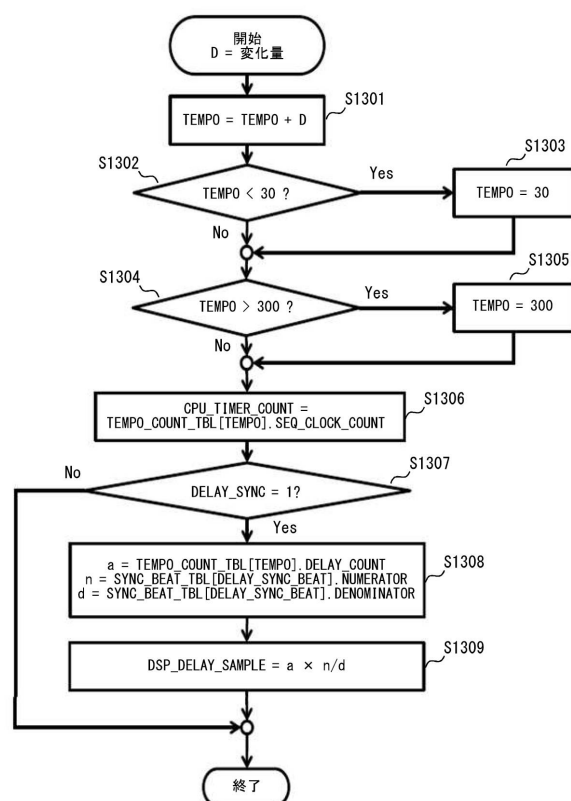 開始
D = 変化量
S1301
TEMPO = TEMPO + D
S1302
TEMPO < 30 ?
Yes
S1303
TEMPO = 30
No
S1304
TEMPO > 300 ?
Yes
S1305
TEMPO = 300
No
S1306
CPU_TIMER_COUNT =
TEMPO_COUNT_TBL[TEMPO].SEQ_CLOCK_COUNT
S1307
No
DELAY_SYNC = 1?
Yes
S1308
a = TEMPO_COUNT_TBL[TEMPO].DELAY_COUNT
n = SYNC_BEAT_TBL[DELAY_SYNC_BEAT].NUMERATOR
d = SYNC_BEAT_TBL[DELAY_SYNC_BEAT].DENOMINATOR
S1309
DSP_DELAY_SAMPLE = a × n/d
終了